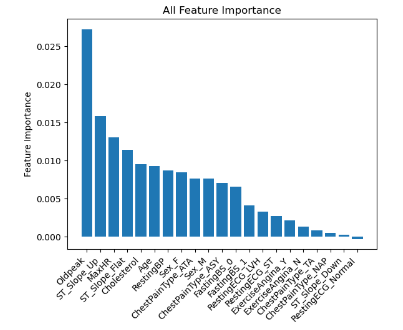 All Feature Importance
Feature Importance
0.025
0.020
0.015
0.010
0.005
0.000
Oldpeak
ST_Slope_Up
MaxHR
ST_Slope_Flat
Cholesterol
Age
RestingBP
Sex_F
ChestPainType_ATA
Sex_M
ChestPainType_ASY
FastingBS_0
FastingBS_1
RestingECG_LVH
RestingECG_ST
ExerciseAngina_Y
ExerciseAngina_N
ChestPainType_TA
ChestPainType_NAP
ST_Slope_Down
RestingECG_Normal